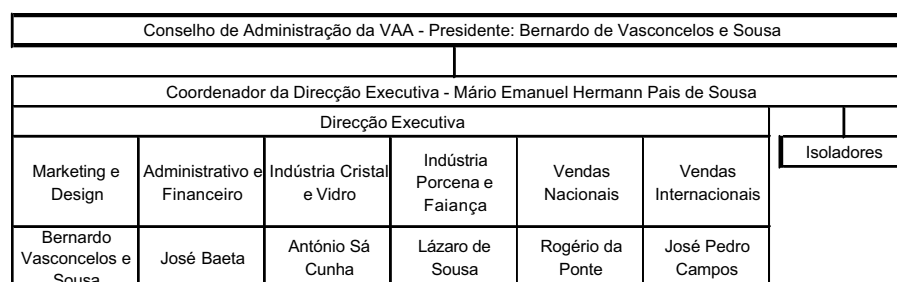 Conselho de Administração da VAA - Presidente: Bernardo de Vasconcelos e Sousa
Coordenador da Direcção Executiva - Mário Emanuel Hermann Pais de Sousa
Direcção Executiva
Isoladores
Marketing e
Design
Administrativo e
Financeiro
Indústria Cristal
e Vidro
Indústria
Porcena e
Faiança
Vendas
Nacionais
Vendas
Internacionais
Bernardo
Vasconcelos e
Sousa
José Baeta
António Sá
Cunha
Lázaro de
Sousa
Rogério da
Ponte
José Pedro
Campos